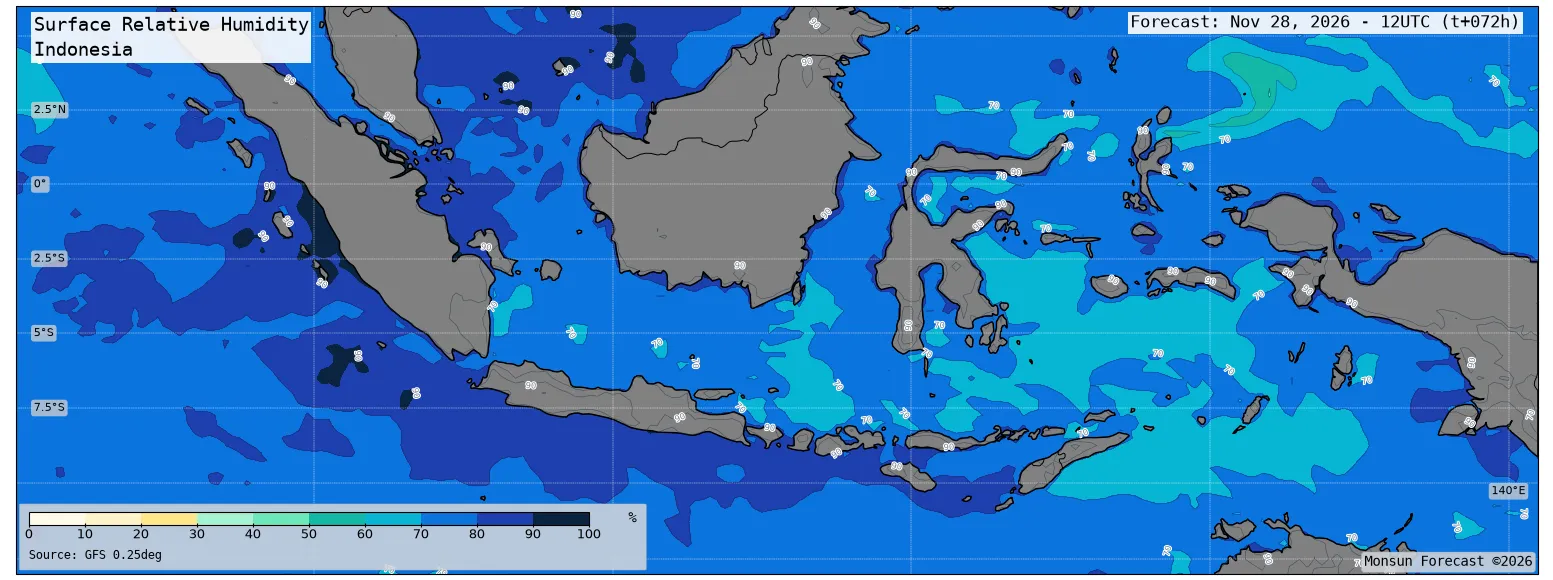 Surface Relative Humidity
Indonesia
Forecast: Nov 28, 2026 - 12UTC (t+072h)
2.5°N
0°
2.5°S
5°S
7.5°S
140°E
0 10 20 30 40 50 60 70 80 90 100
%
Source: GFS 0.25deg
Monsun Forecast ©2026